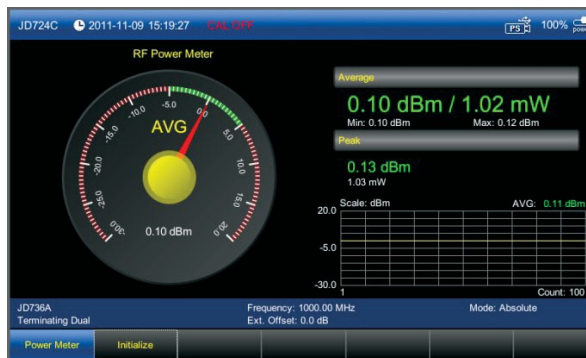 JD724C 2011-11-09 15:19:27 CAL OFF PS 100% power
RF Power Meter
-30.0 -25.0 -20.0 -15.0 -10.0 -5.0 0.0 5.0 10.0 15.0 20.0
AVG
0.10 dBm
Average
0.10 dBm / 1.02 mW
Min: 0.10 dBm Max: 0.12 dBm
Peak
0.13 dBm
1.03 mW
Scale: dBm AVG: 0.11 dBm
20.0
-5.0
-30.0
1 Count: 100
JD736A Frequency: 1000.00 MHz Mode: Absolute
Terminating Dual Ext. Offset: 0.0 dB
Power Meter Initialize